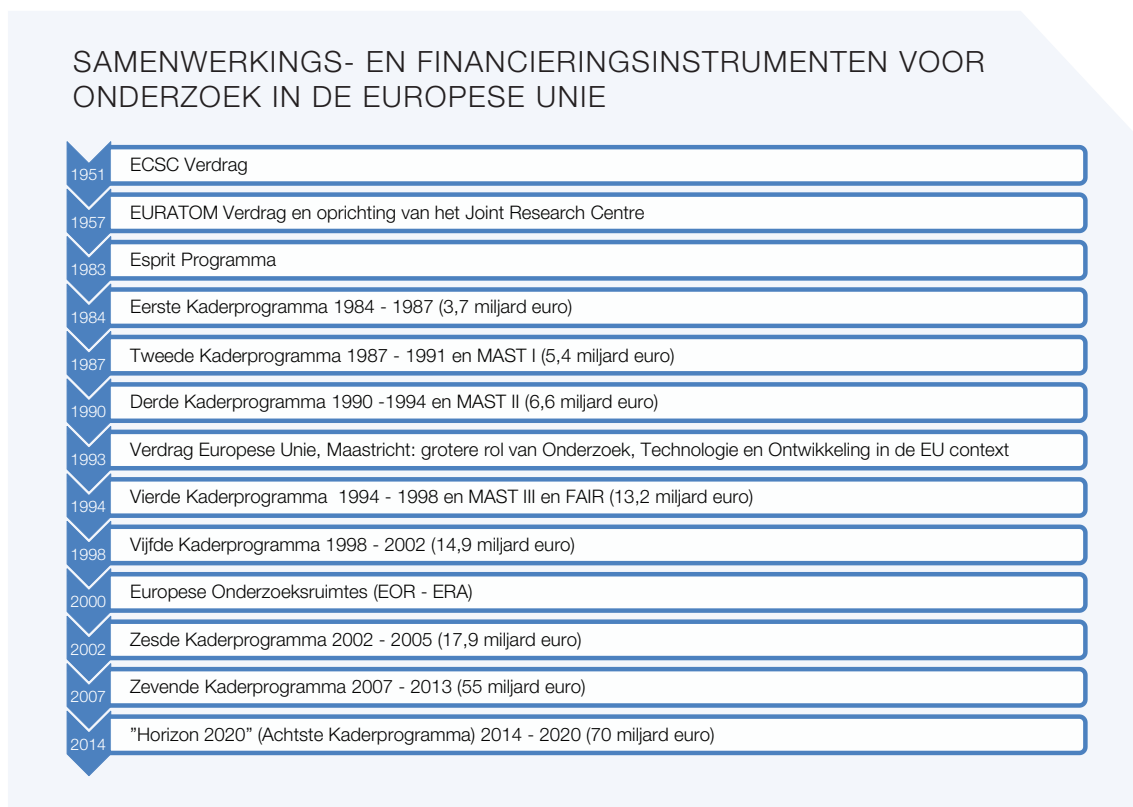 SAMENWERKINGS- EN FINANCIERINGSINSTRUMENTEN VOOR
ONDERZOEK IN DE EUROPESE UNIE
1951 ECSC Verdrag
1957 EURATOM Verdrag en oprichting van het Joint Research Centre
1983 Esprit Programma
1984 Eerste Kaderprogramma 1984 - 1987 (3,7 miljard euro)
1987 Tweede Kaderprogramma 1987 - 1991 en MAST I (5,4 miljard euro)
1990 Derde Kaderprogramma 1990 -1994 en MAST II (6,6 miljard euro)
1993 Verdrag Europese Unie, Maastricht: grotere rol van Onderzoek, Technologie en Ontwikkeling in de EU context
1994 Vierde Kaderprogramma  1994 - 1998 en MAST III en FAIR (13,2 miljard euro)
1998 Vijfde Kaderprogramma 1998 - 2002 (14,9 miljard euro)
2000 Europese Onderzoeksruimtes (EOR - ERA)
2002 Zesde Kaderprogramma 2002 - 2005 (17,9 miljard euro)
2007 Zevende Kaderprogramma 2007 - 2013 (55 miljard euro)
2014 ”Horizon 2020” (Achtste Kaderprogramma) 2014 - 2020 (70 miljard euro)